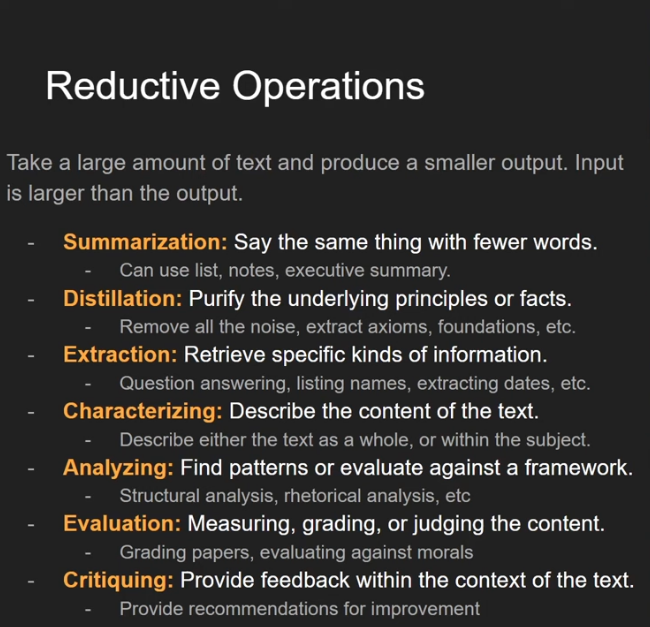 Reductive Operations
Take a large amount of text and produce a smaller output. Input
is larger than the output.
- Summarization: Say the same thing with fewer words.
- Can use list, notes, executive summary.
- Distillation: Purify the underlying principles or facts.
- Remove all the noise, extract axioms, foundations, etc.
- Extraction: Retrieve specific kinds of information.
- Question answering, listing names, extracting dates, etc.
- Characterizing: Describe the content of the text.
- Describe either the text as a whole, or within the subject.
- Analyzing: Find patterns or evaluate against a framework.
- Structural analysis, rhetorical analysis, etc
- Evaluation: Measuring, grading, or judging the content.
- Grading papers, evaluating against morals
- Critiquing: Provide feedback within the context of the text.
- Provide recommendations for improvement